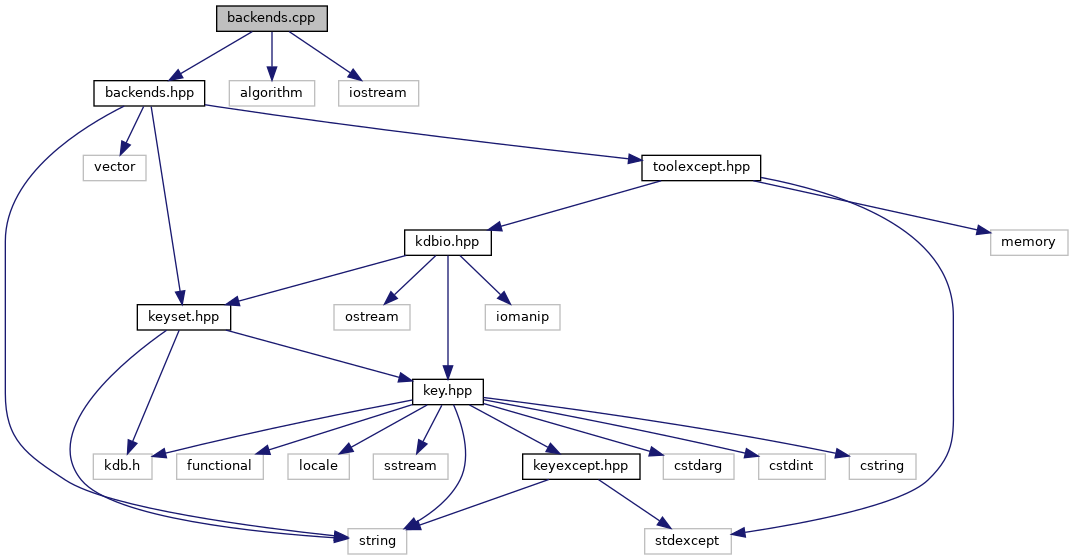 backends.cpp
backends.hpp
algorithm
iostream
vector
toolexcept.hpp
kdbio.hpp
memory
keyset.hpp
ostream
iomanip
key.hpp
kdb.h
functional
locale
sstream
keyexcept.hpp
cstdarg
cstdint
cstring
string
stdexcept